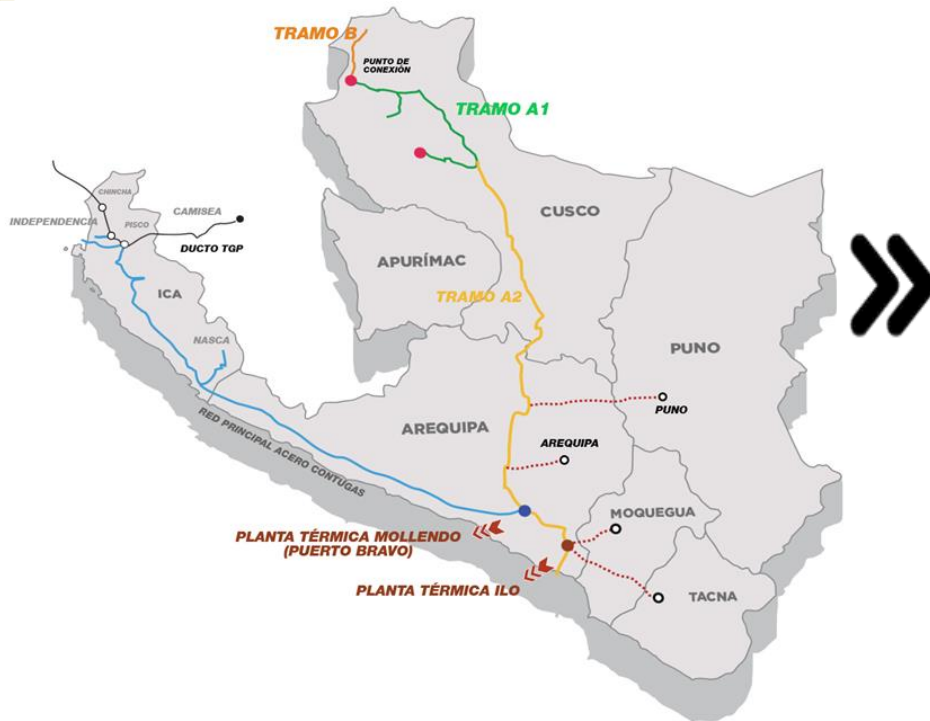 TRAMO B
PUNTO DE
CONEXIÓN
TRAMO A1
CHINCHA
INDEPENDENCIA
PISCO
CAMISEA
DUCTO TGP
CUSCO
APURÍMAC
ICA
TRAMO A2
NASCA
PUNO
PUNO
AREQUIPA
AREQUIPA
RED PRINCIPAL ACERO CONTUGAS
MOQUEGUA
PLANTA TÉRMICA MOLLENDO
(PUERTO BRAVO)
PLANTA TÉRMICA ILO
TACNA